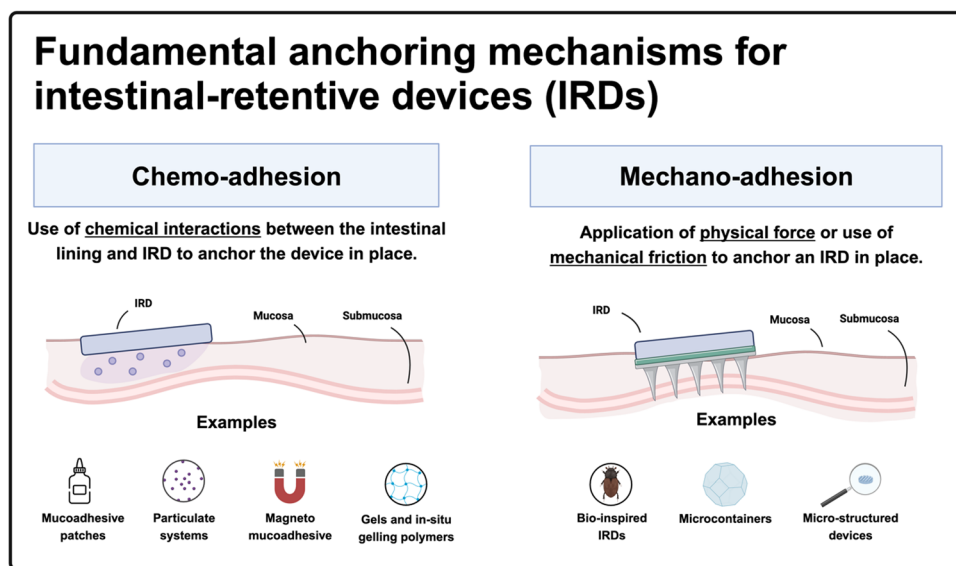 Fundamental anchoring mechanisms for
intestinal-retentive devices (IRDs)
Chemo-adhesion
Use of chemical interactions between the intestinal
lining and IRD to anchor the device in place.
IRD
Mucosa
Submucosa
Examples
Mucoadhesive
patches
Particulate
systems
Magneto
mucoadhesive
Gels and in-situ
gelling polymers
Mechano-adhesion
Application of physical force or use of
mechanical friction to anchor an IRD in place.
IRD
Mucosa
Submucosa
Examples
Bio-inspired
IRDs
Microcontainers
Micro-structured
devices